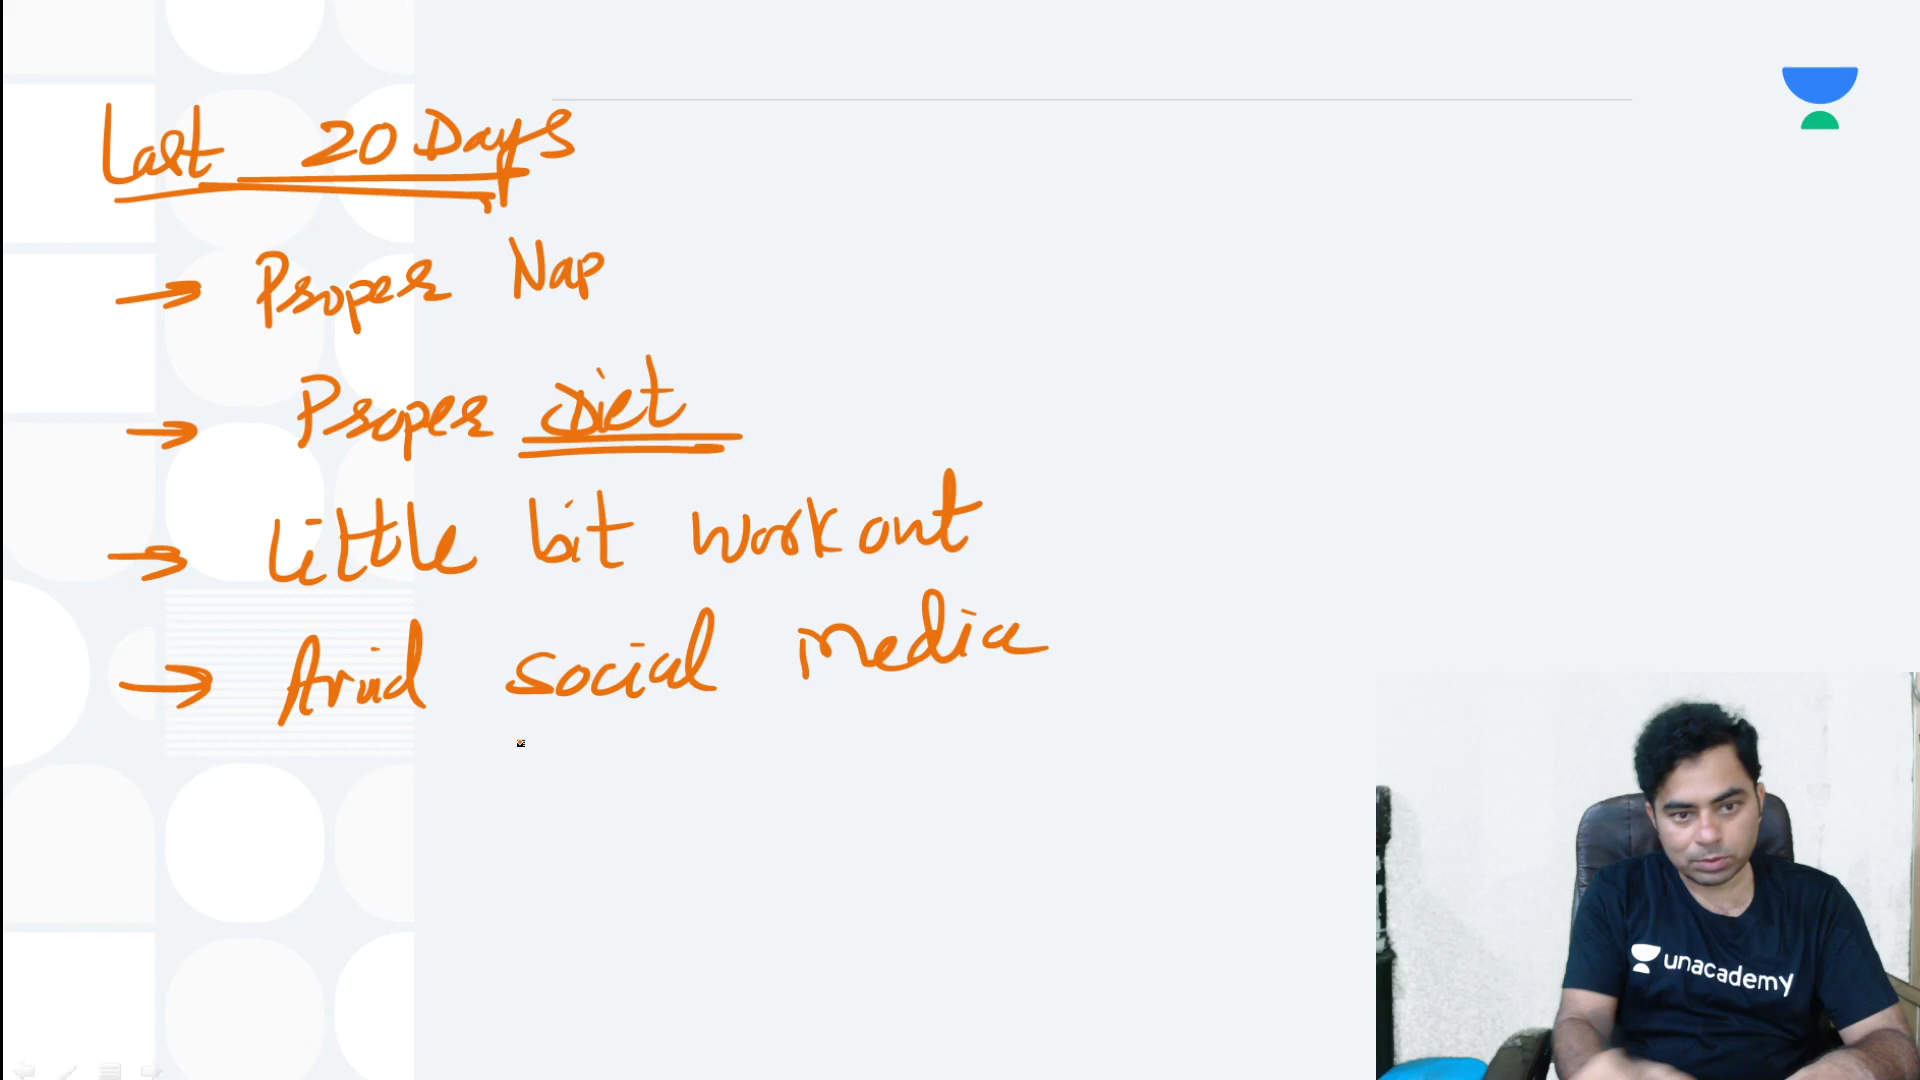 Last 20 Days
→ Proper Nap
→ Proper Diet
→ Little bit workout
→ Avoid social media
unacademy